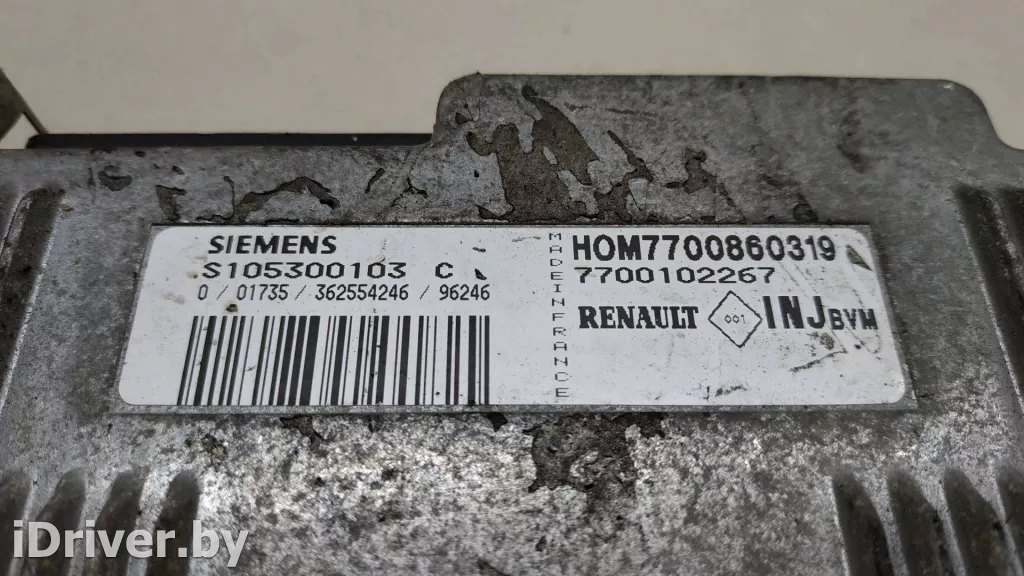 SIEMENS
S105300103 C
0 / 01735 / 362554246 / 96246
MADE IN FRANCE
HOM7700860319
7700102267
RENAULT 001 INJ BVM
iDriver.by